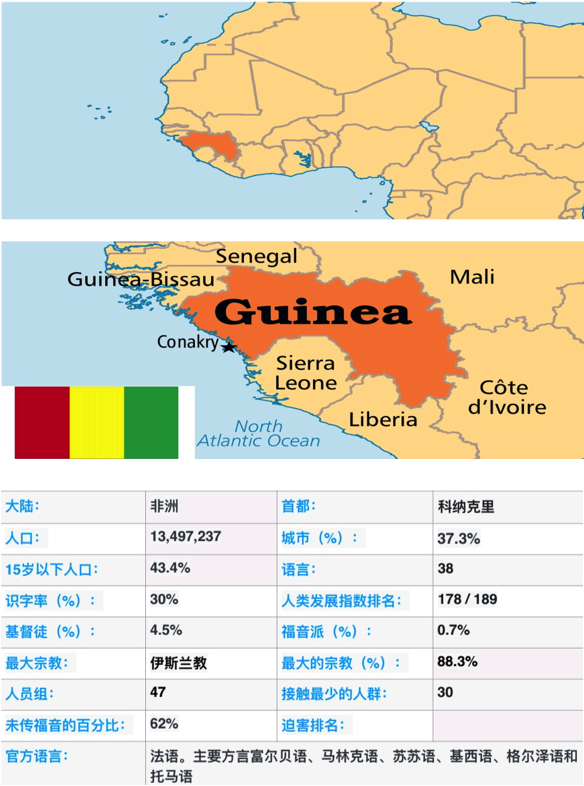 Senegal
Guinea-Bissau
Mali
Guinea
Conakry
Sierra
Leone
Côte
d'Ivoire
Liberia
North
Atlantic Ocean
大陆： 非洲 首都： 科纳克里
人口： 13,497,237 城市（%）： 37.3%
15岁以下人口： 43.4% 语言： 38
识字率（%）： 30% 人类发展指数排名： 178 / 189
基督徒（%）： 4.5% 福音派（%）： 0.7%
最大宗教： 伊斯兰教 最大的宗教（%）： 88.3%
人员组： 47 接触最少的人群： 30
未传福音的百分比： 62% 迫害排名：
官方语言： 法语。主要方言富尔贝语、马林克语、苏苏语、基西语、格尔泽语和
托马语